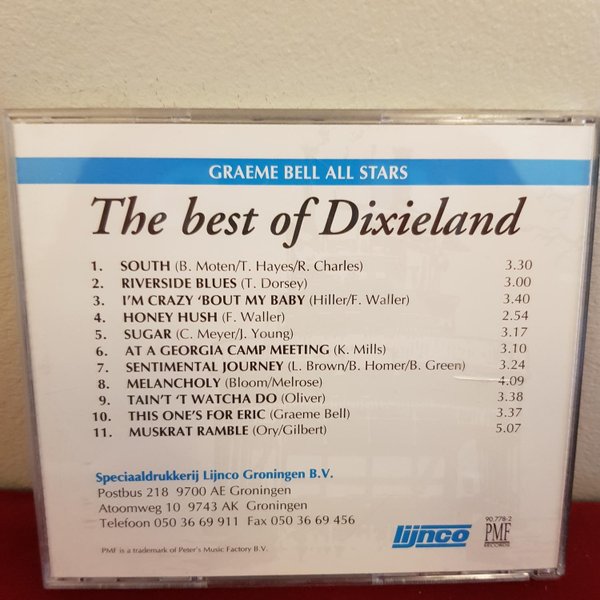 GRAEME BELL ALL STARS
The best of Dixieland
1. SOUTH (B. Moten/T. Hayes/R. Charles) 3.30
2. RIVERSIDE BLUES (T. Dorsey) 3.00
3. I'M CRAZY 'BOUT MY BABY (Hiller/F. Waller) 3.40
4. HONEY HUSH (F. Waller) 2.54
5. SUGAR (C. Meyer/J. Young) 3.17
6. AT A GEORGIA CAMP MEETING (K. Mills) 3.10
7. SENTIMENTAL JOURNEY (L. Brown/B. Homer/B. Green) 3.24
8. MELANCHOLY (Bloom/Melrose) 4.09
9. TAIN'T 'T WATCHA DO (Oliver) 3.38
10. THIS ONE'S FOR ERIC (Graeme Bell) 3.37
11. MUSKRAT RAMBLE (Ory/Gilbert) 5.07
Speciaaldrukkerij Lijnco Groningen B.V.
Postbus 218 9700 AE Groningen
Atoomweg 10 9743 AK Groningen
Telefoon 050 36 69 911 Fax 050 36 69 456
PMF is a trademark of Peter's Music Factory B.V.
lijnco
90.778-2
PMF
RECORDS